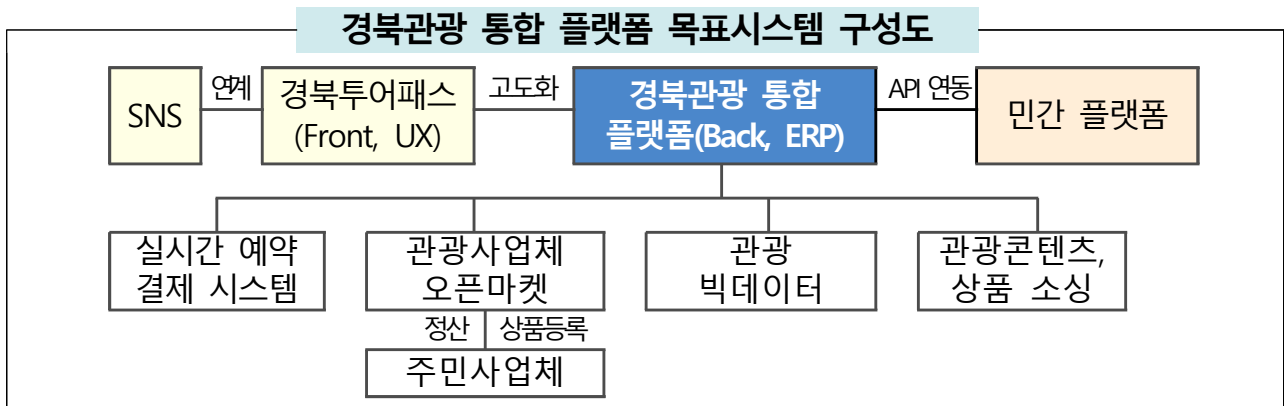 경북관광 통합 플랫폼 목표시스템 구성도
SNS
연계
경북투어패스
(Front, UX)
고도화
경북관광 통합
플랫폼(Back, ERP)
API 연동
민간 플랫폼
실시간 예약
결제 시스템
관광사업체
오픈마켓
관광
빅데이터
관광콘텐츠,
상품 소싱
정산
상품등록
주민사업체